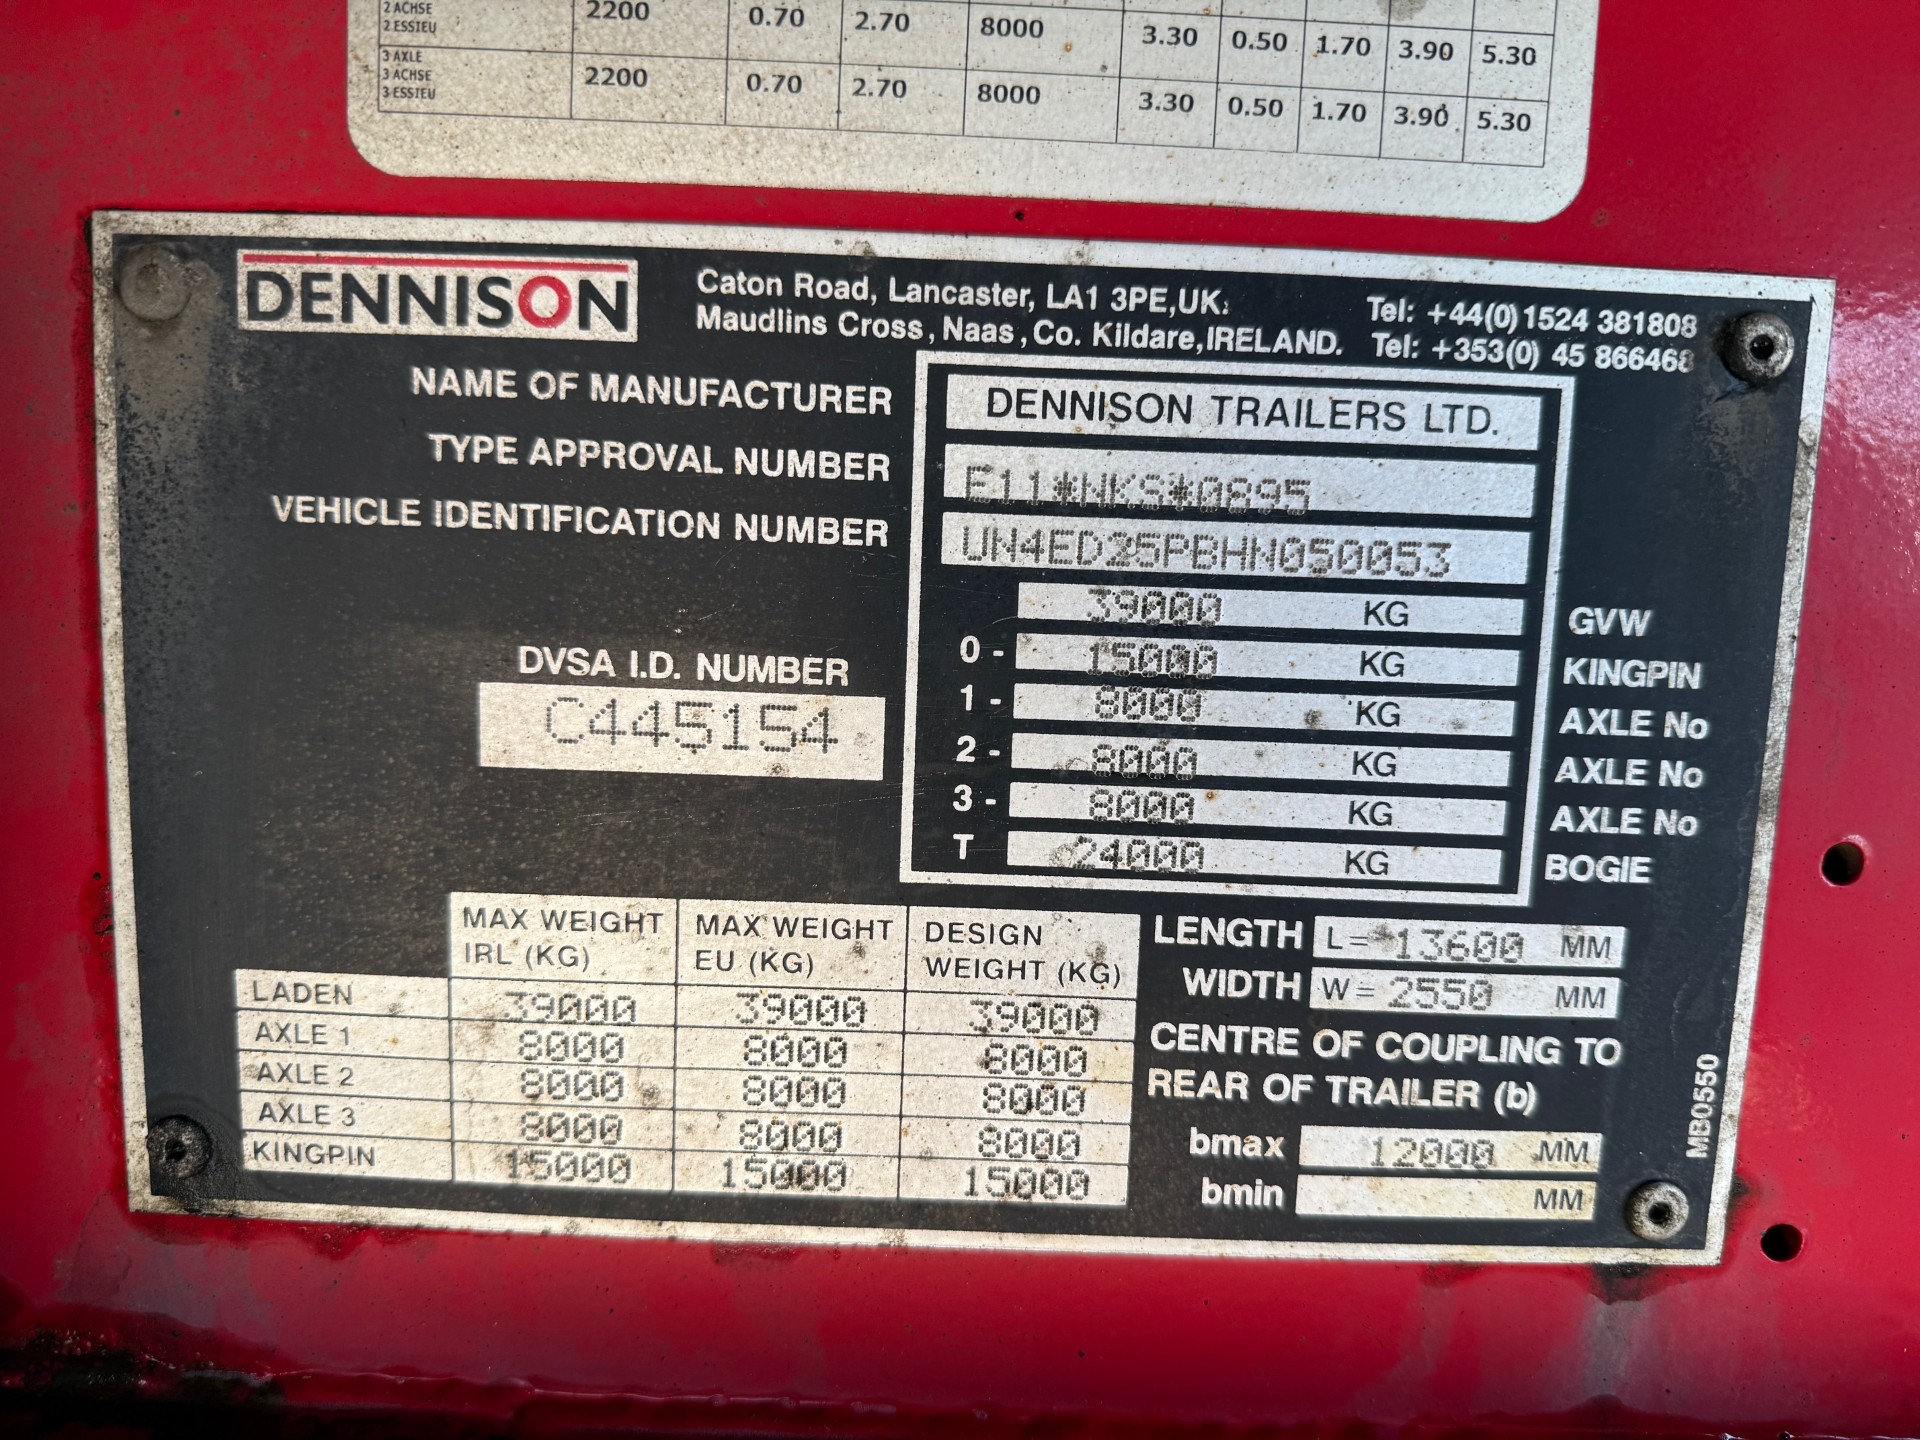 2 ACHSE 2200 0.70 2.70 8000 3.30 0.50 1.70 3.90 5.30
2 ESSIEU
3 AXLE
3 ACHSE 2200 0.70 2.70 8000 3.30 0.50 1.70 3.90 5.30
3 ESSIEU
DENNISON
Caton Road, Lancaster, LA1 3PE,UK. Tel: +44(0)1524 381808
Maudlins Cross, Naas, Co. Kildare, IRELAND. Tel: +353(0) 45 866468
NAME OF MANUFACTURER DENNISON TRAILERS LTD.
TYPE APPROVAL NUMBER E11*NKS*0895
VEHICLE IDENTIFICATION NUMBER UN4ED25PBHN050053
39000 KG GVW
0- 15000 KG KINGPIN
1- 8000 KG AXLE No
2- 8000 KG AXLE No
3- 8000 KG AXLE No
T 24000 KG BOGIE
DVSA I.D. NUMBER
C445154
MAX WEIGHT IRL (KG) MAX WEIGHT EU (KG) DESIGN WEIGHT (KG)
LADEN 39000 39000 39000
AXLE 1 8000 8000 8000
AXLE 2 8000 8000 8000
AXLE 3 8000 8000 8000
KINGPIN 15000 15000 15000
LENGTH L= 13600 MM
WIDTH W= 2550 MM
CENTRE OF COUPLING TO
REAR OF TRAILER (b)
bmax 12000 MM
bmin MM
MB0550